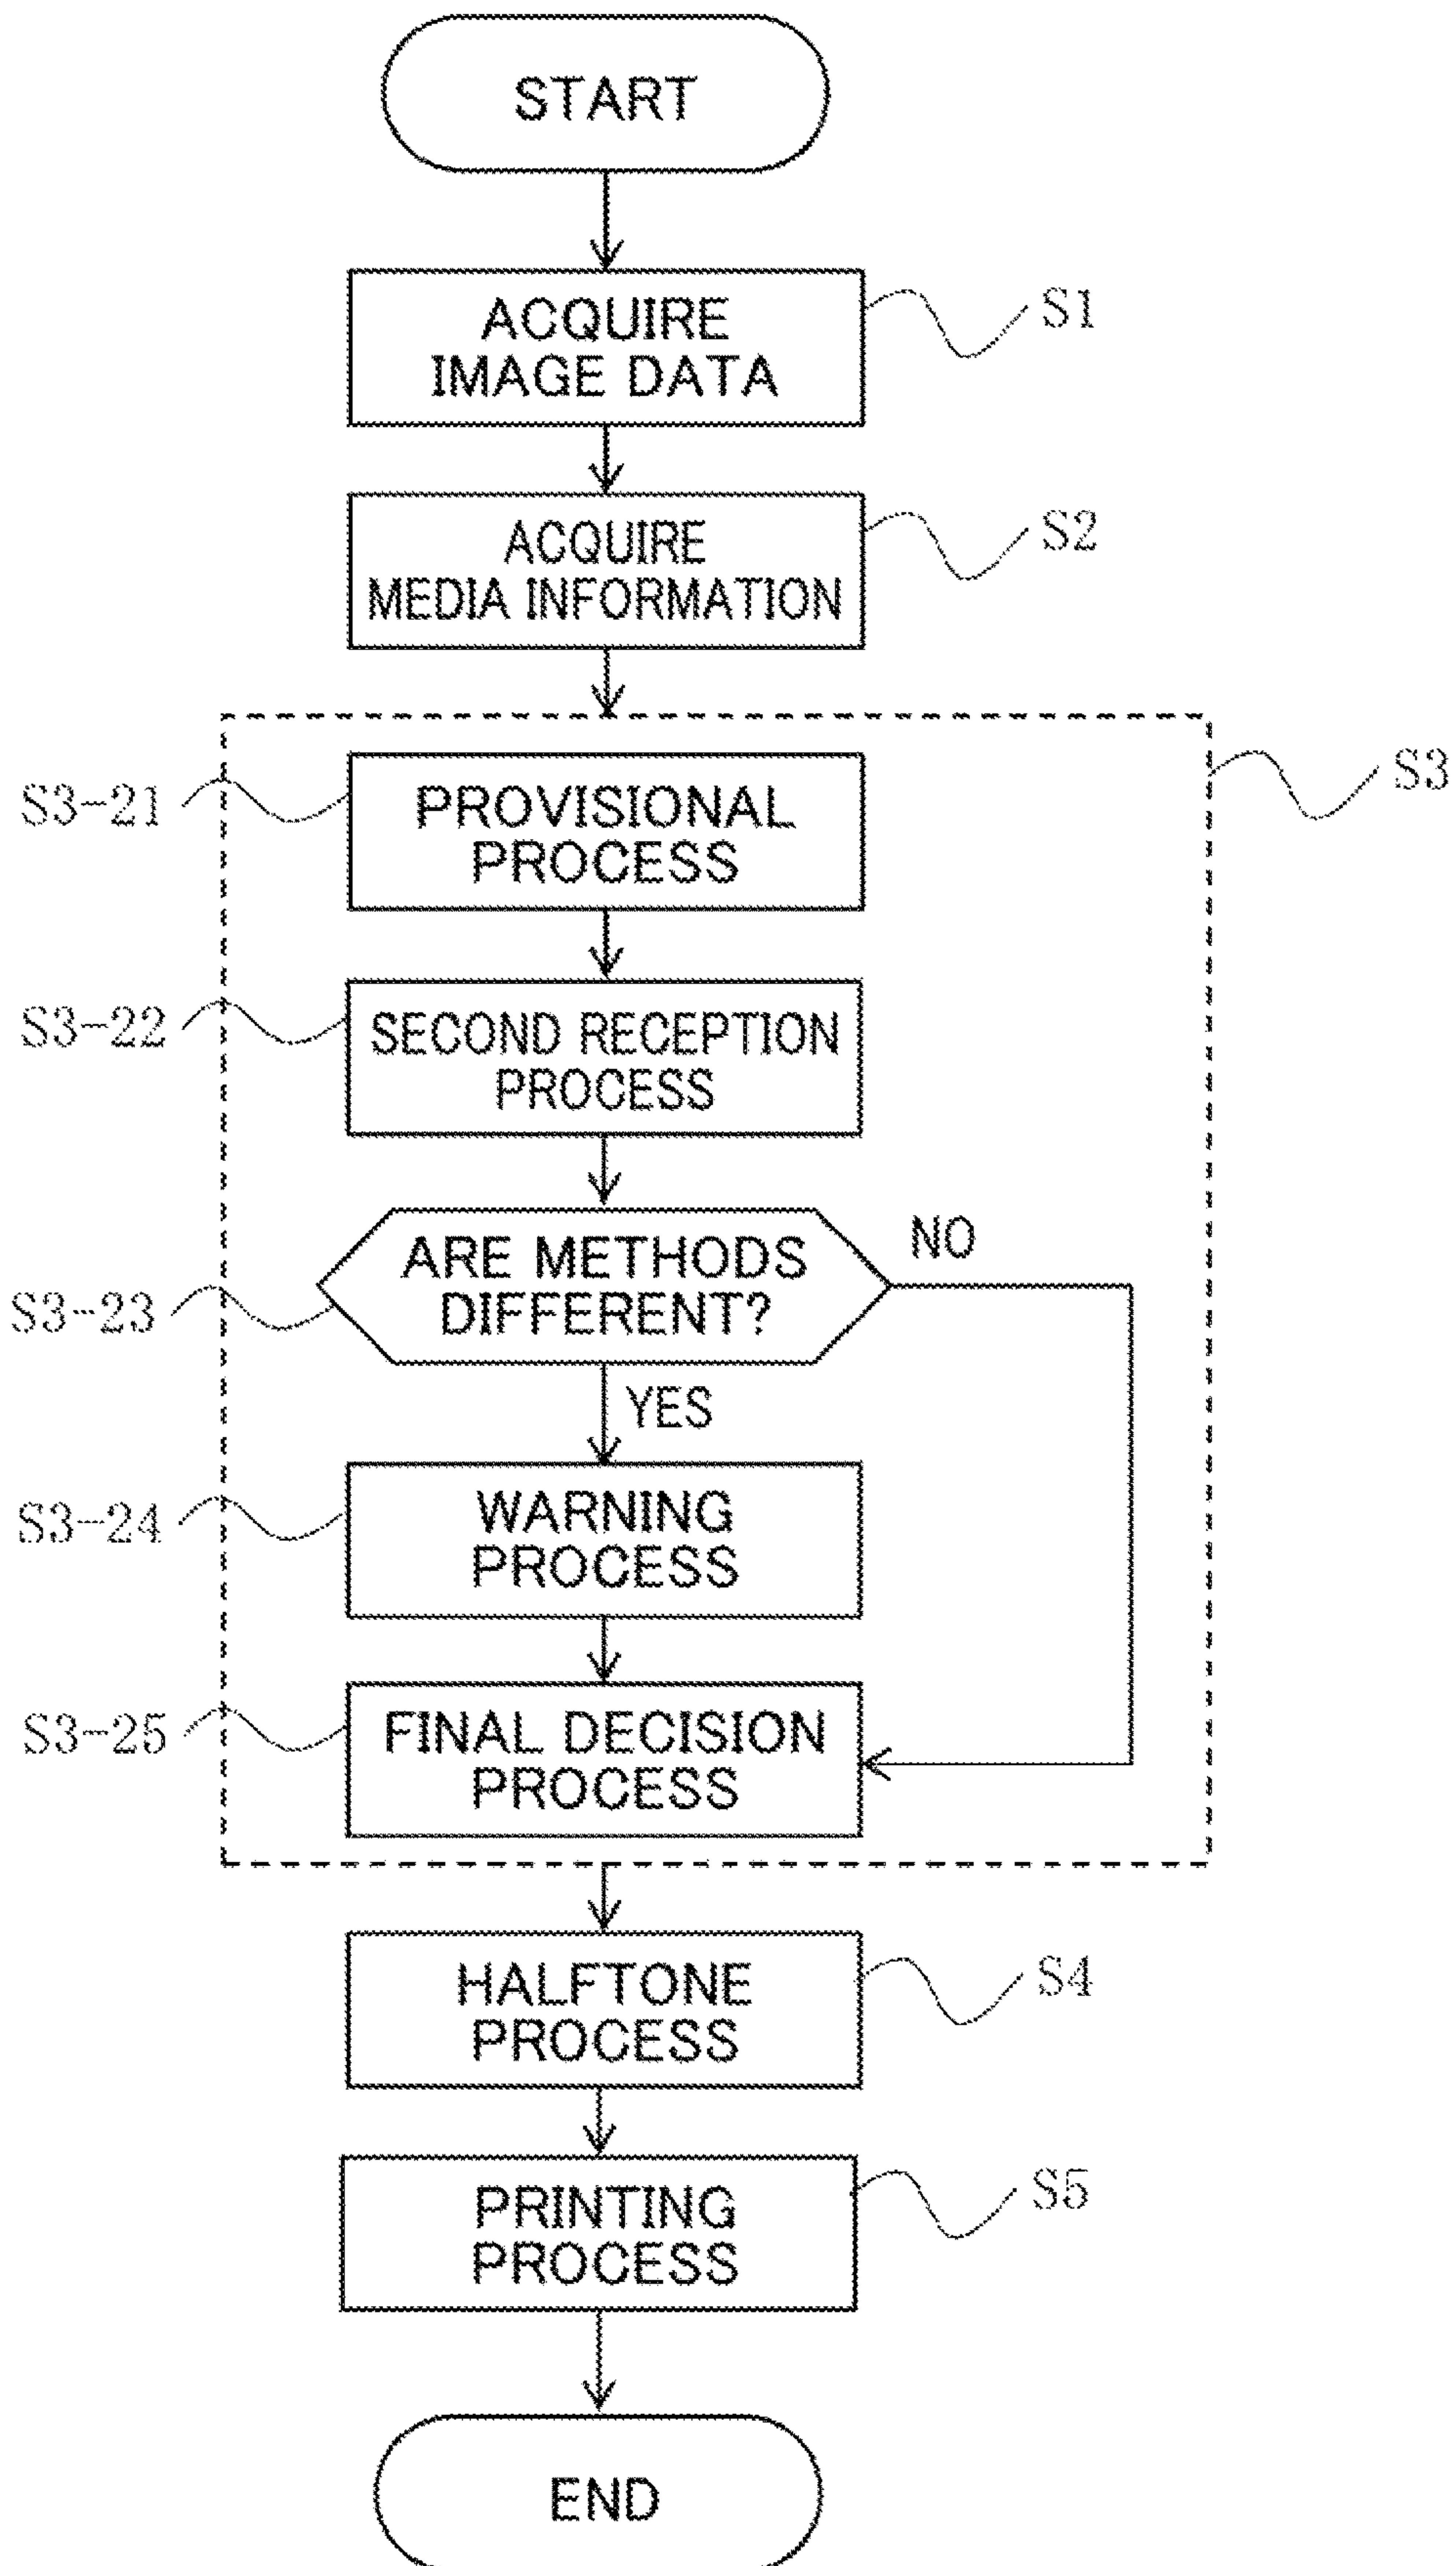 START
ACQUIRE
IMAGE DATA
S1
ACQUIRE
MEDIA INFORMATION
S2
S3
S3-21
PROVISIONAL
PROCESS
S3-22
SECOND RECEPTION
PROCESS
S3-23
ARE METHODS
DIFFERENT?
NO
YES
S3-24
WARNING
PROCESS
S3-25
FINAL DECISION
PROCESS
HALFTONE
PROCESS
S4
PRINTING
PROCESS
S5
END